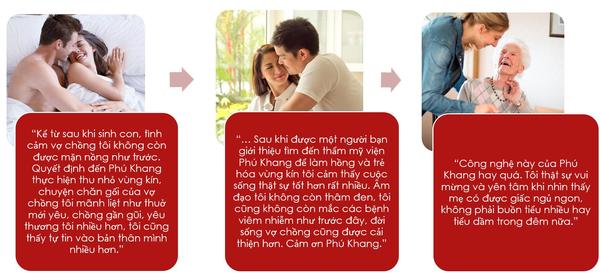 “Kể từ sau khi sinh con, tình
cảm vợ chồng tôi không còn
được mặn nồng như trước.
Quyết định đến Phú Khang
thực hiện thu nhỏ vùng kín,
chuyện chăn gối của vợ
chồng tôi mãnh liệt như thuở
mới yêu, chồng gần gũi, yêu
thương tôi nhiều hơn, tôi cũng
thấy tự tin vào bản thân mình
nhiều hơn.”
“... Sau khi được một người bạn
giới thiệu tìm đến thẩm mỹ viện
Phú Khang để làm hồng và trẻ
hóa vùng kín tôi cảm thấy cuộc
sống thật sự tốt hơn rất nhiều. Âm
đạo tôi không còn thâm đen, tôi
cũng không còn mắc các bệnh
viêm nhiễm như trước đây, đời
sống vợ chồng cũng được cải
thiện hơn. Cảm ơn Phú Khang.”
“Công nghệ này của Phú
Khang hay quá. Tôi thật sự vui
mừng và yên tâm khi nhìn thấy
mẹ có được giấc ngủ ngon,
không phải buồn tiểu nhiều hay
tiểu dầm trong đêm nữa.”